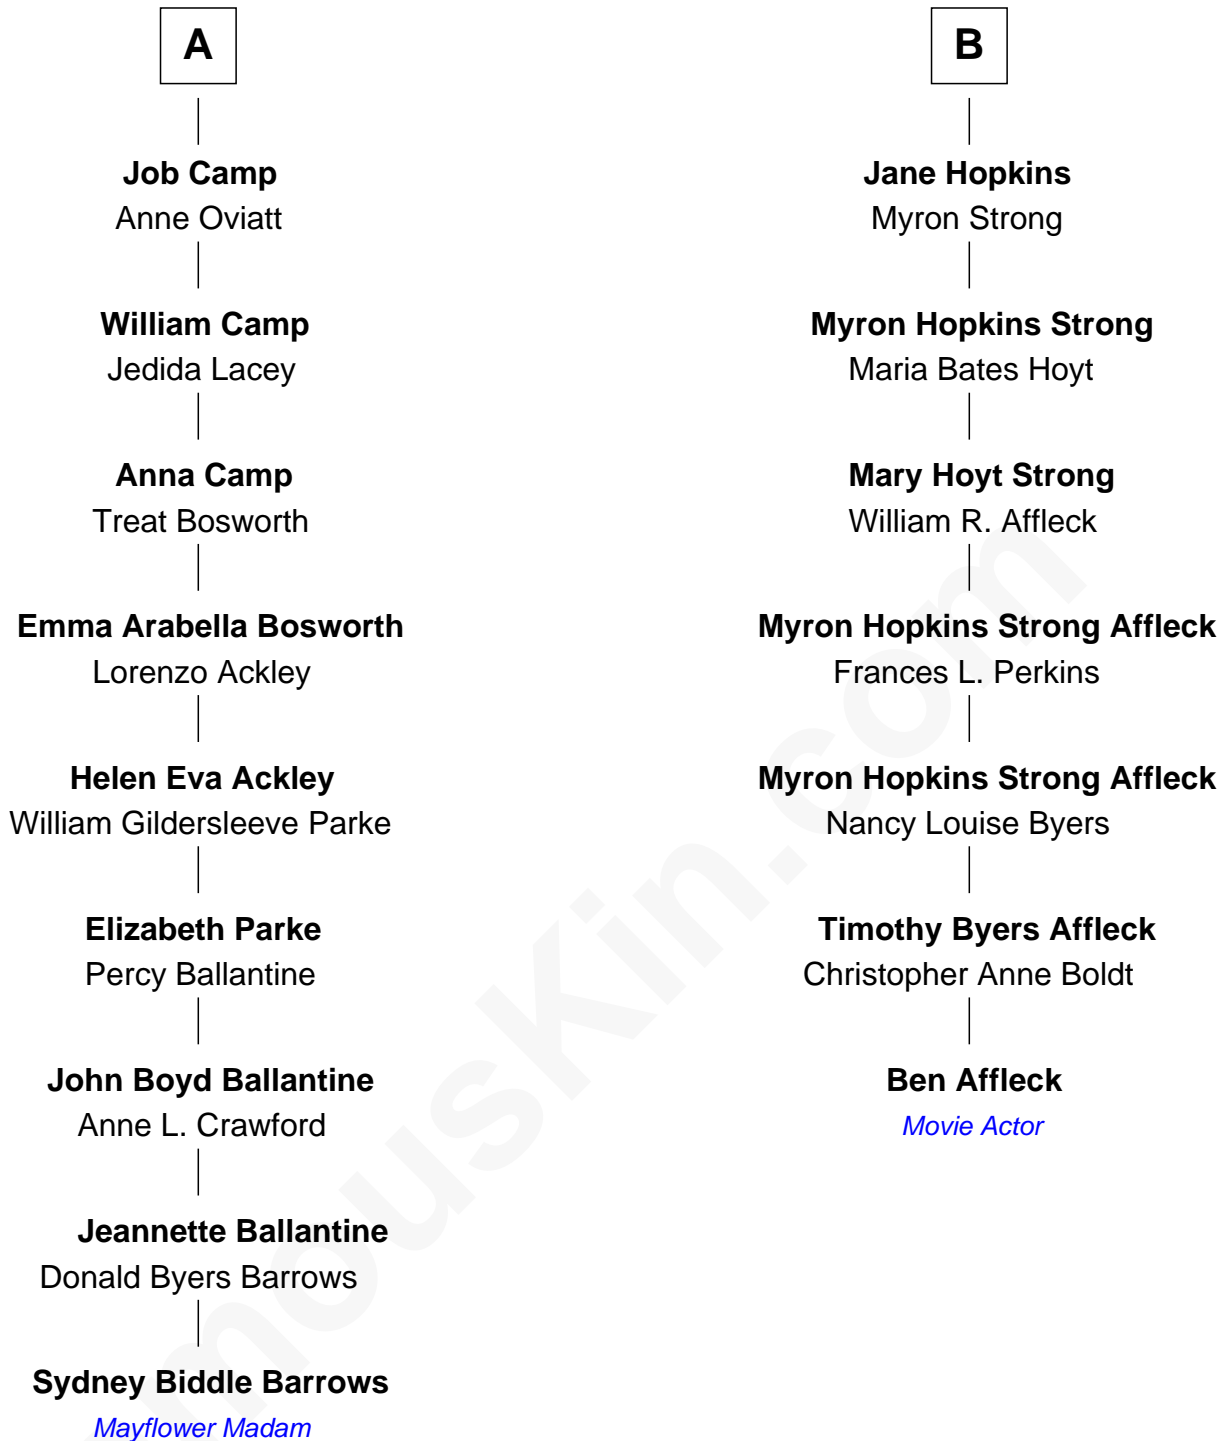 A
Job Camp
Anne Oviatt
William Camp
Jedida Lacey
Anna Camp
Treat Bosworth
Emma Arabella Bosworth
Lorenzo Ackley
Helen Eva Ackley
William Gildersleeve Parke
Elizabeth Parke
Percy Ballantine
John Boyd Ballantine
Anne L. Crawford
Jeannette Ballantine
Donald Byers Barrows
Sydney Biddle Barrows
Mayflower Madam
B
Jane Hopkins
Myron Strong
Myron Hopkins Strong
Maria Bates Hoyt
Mary Hoyt Strong
William R. Affleck
Myron Hopkins Strong Affleck
Frances L. Perkins
Myron Hopkins Strong Affleck
Nancy Louise Byers
Timothy Byers Affleck
Christopher Anne Boldt
Ben Affleck
Movie Actor
mousKin.com